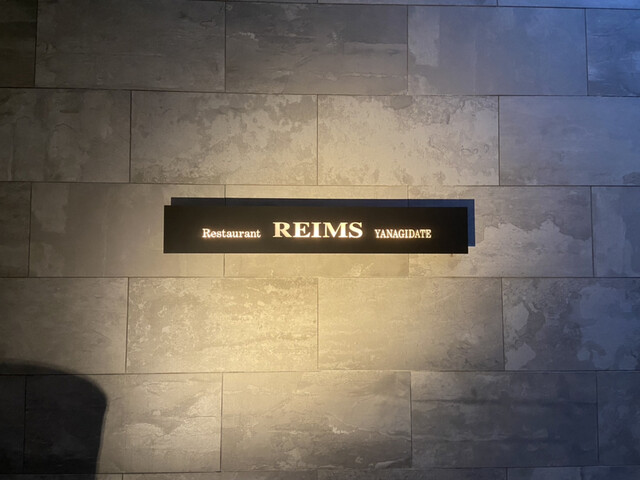 Restaurant REIMS YANAGIDATE